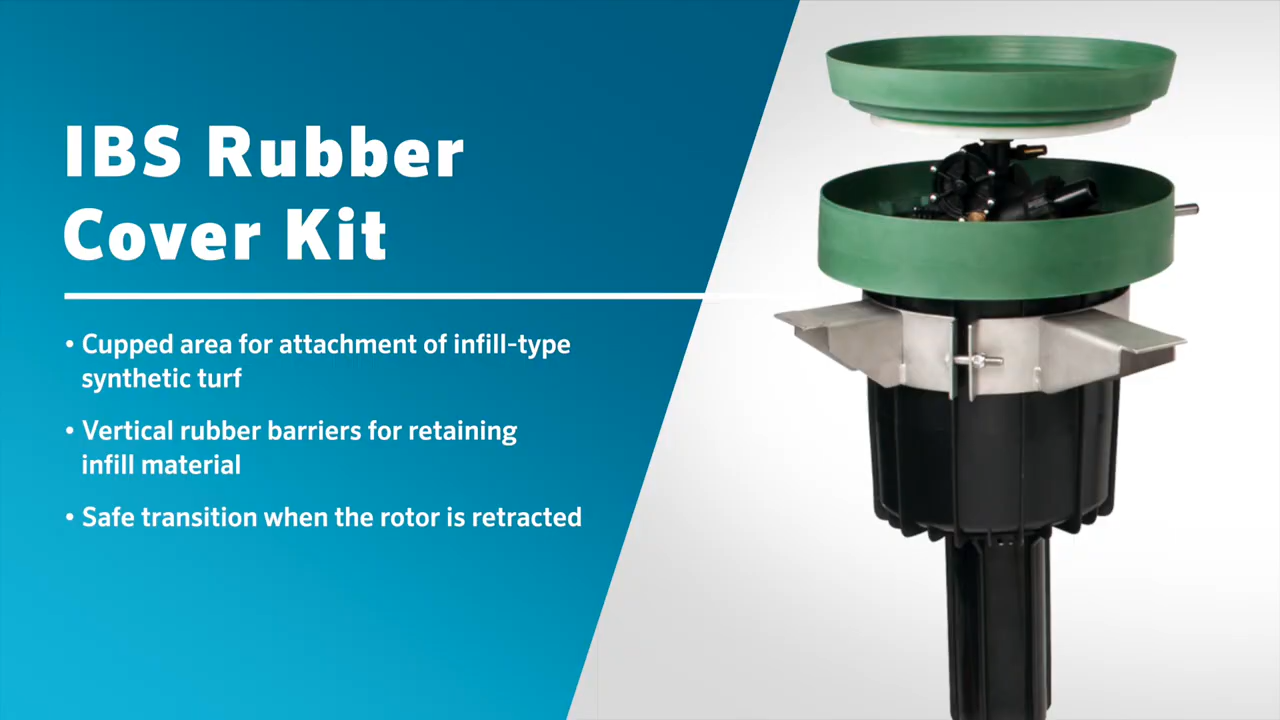 IBS Rubber
Cover Kit
• Cupped area for attachment of infill-type
synthetic turf
• Vertical rubber barriers for retaining
infill material
• Safe transition when the rotor is retracted